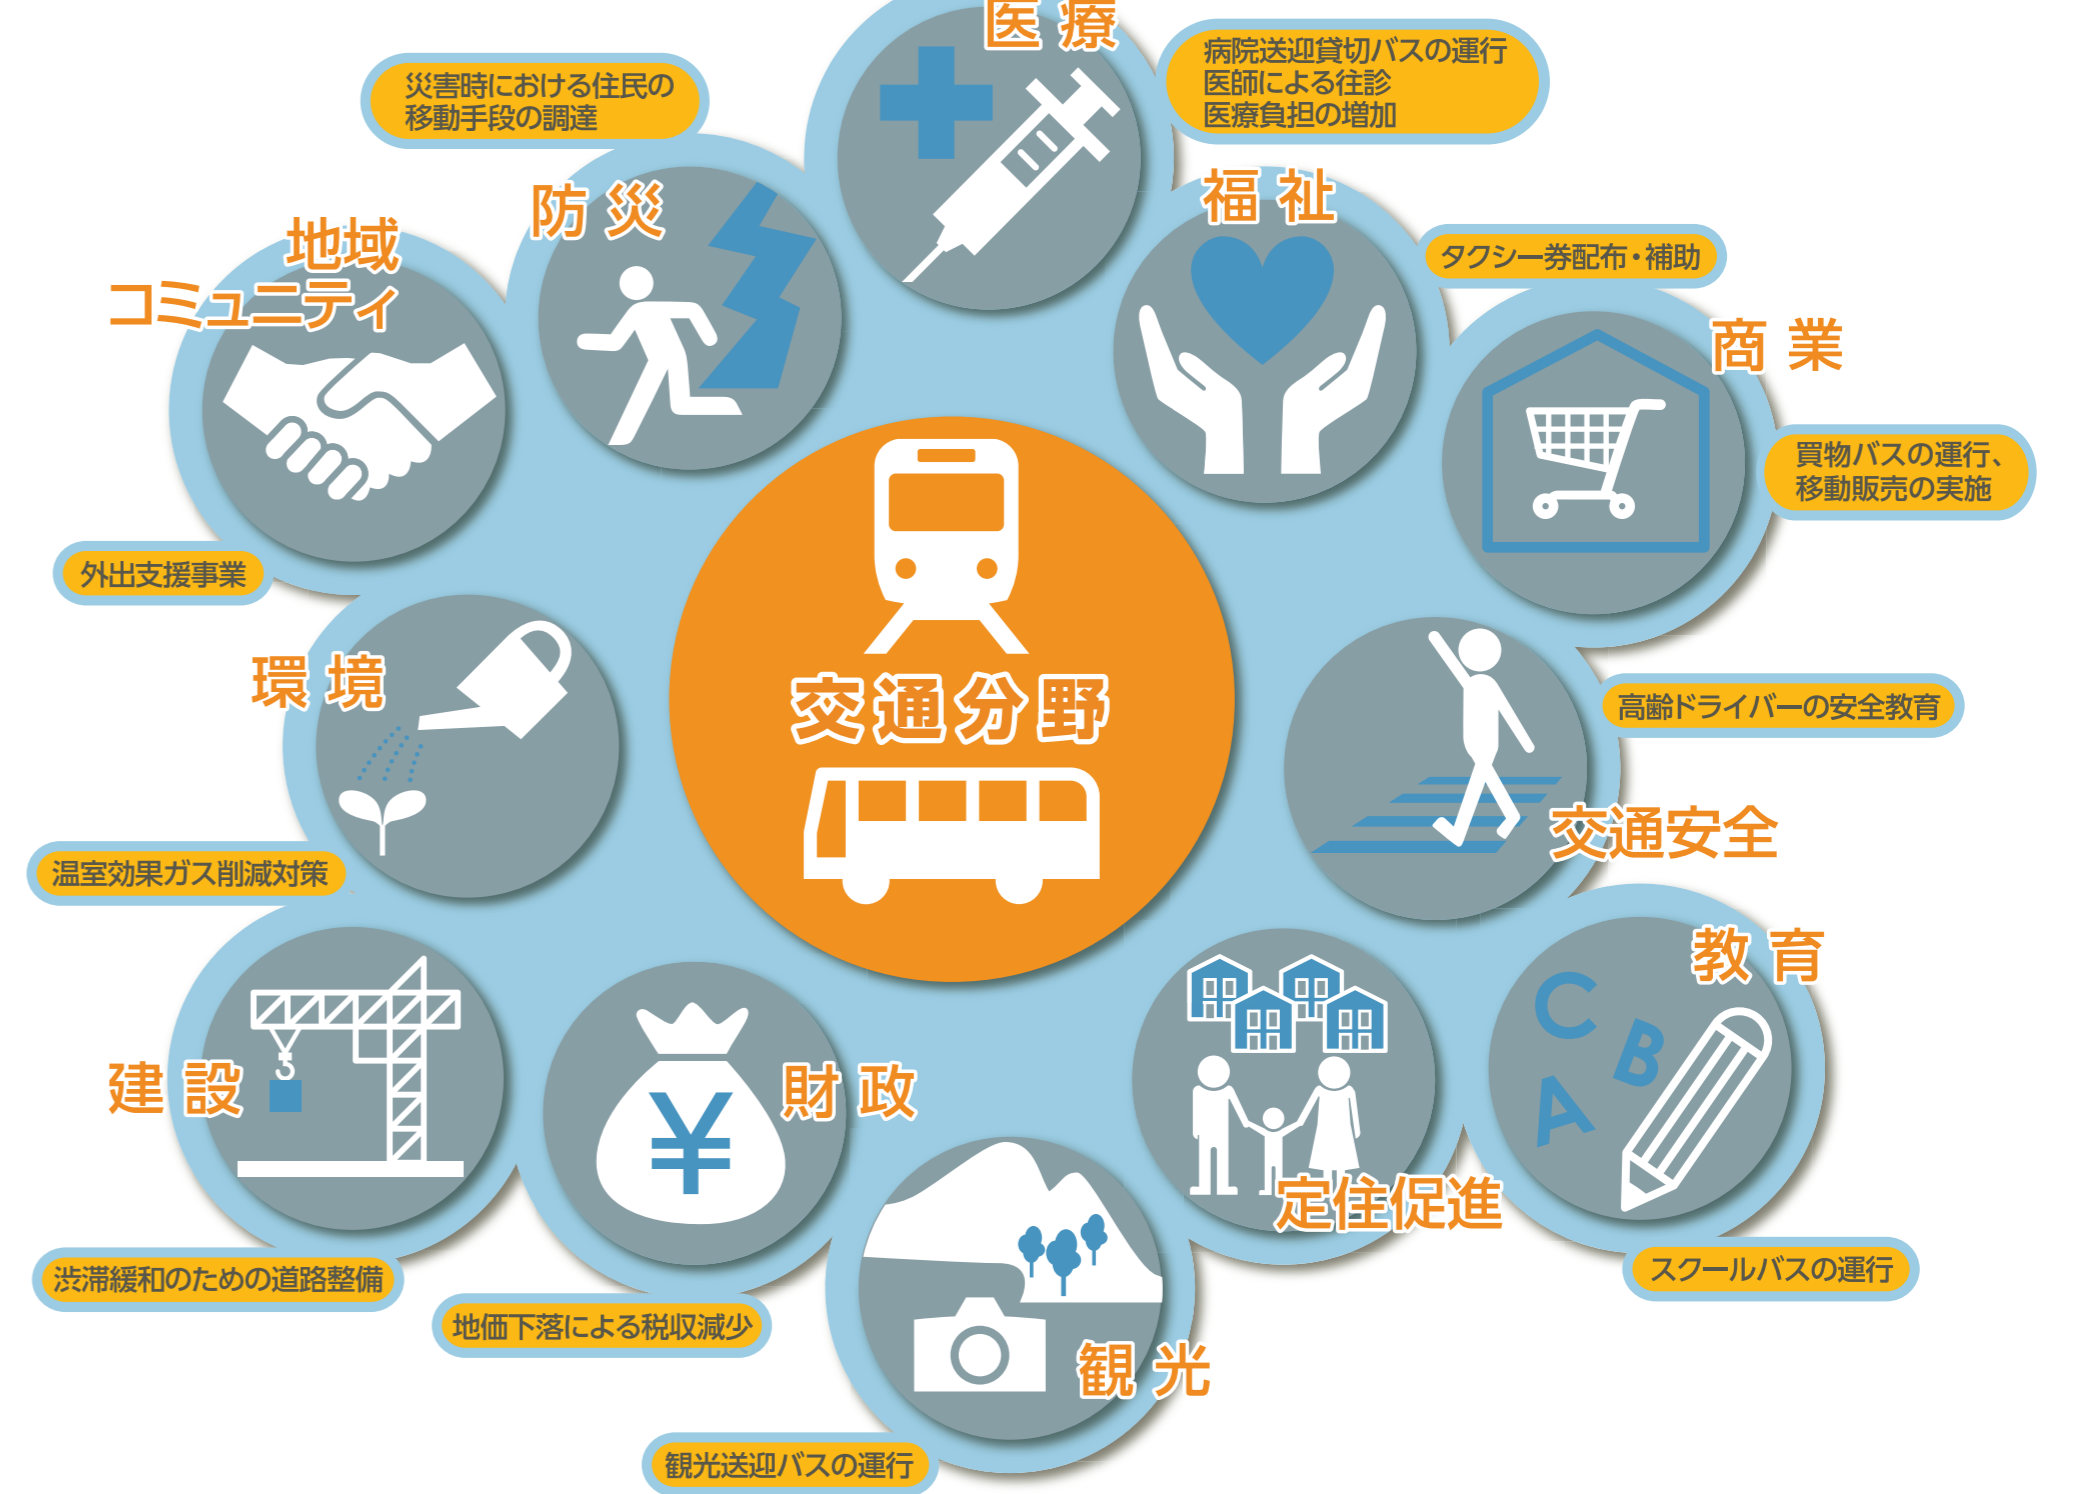 医療
病院送迎貸切バスの運行
医師による往診
医療負担の増加
災害時における住民の
移動手段の調達
防災
福祉
タクシー券配布・補助
地域
コミュニティ
商業
買物バスの運行、
移動販売の実施
外出支援事業
環境
交通分野
高齢ドライバーの安全教育
交通安全
温室効果ガス削減対策
教育
C
B
A
建設
財政
¥
定住促進
スクールバスの運行
渋滞緩和のための道路整備
地価下落による税収減少
観光
観光送迎バスの運行